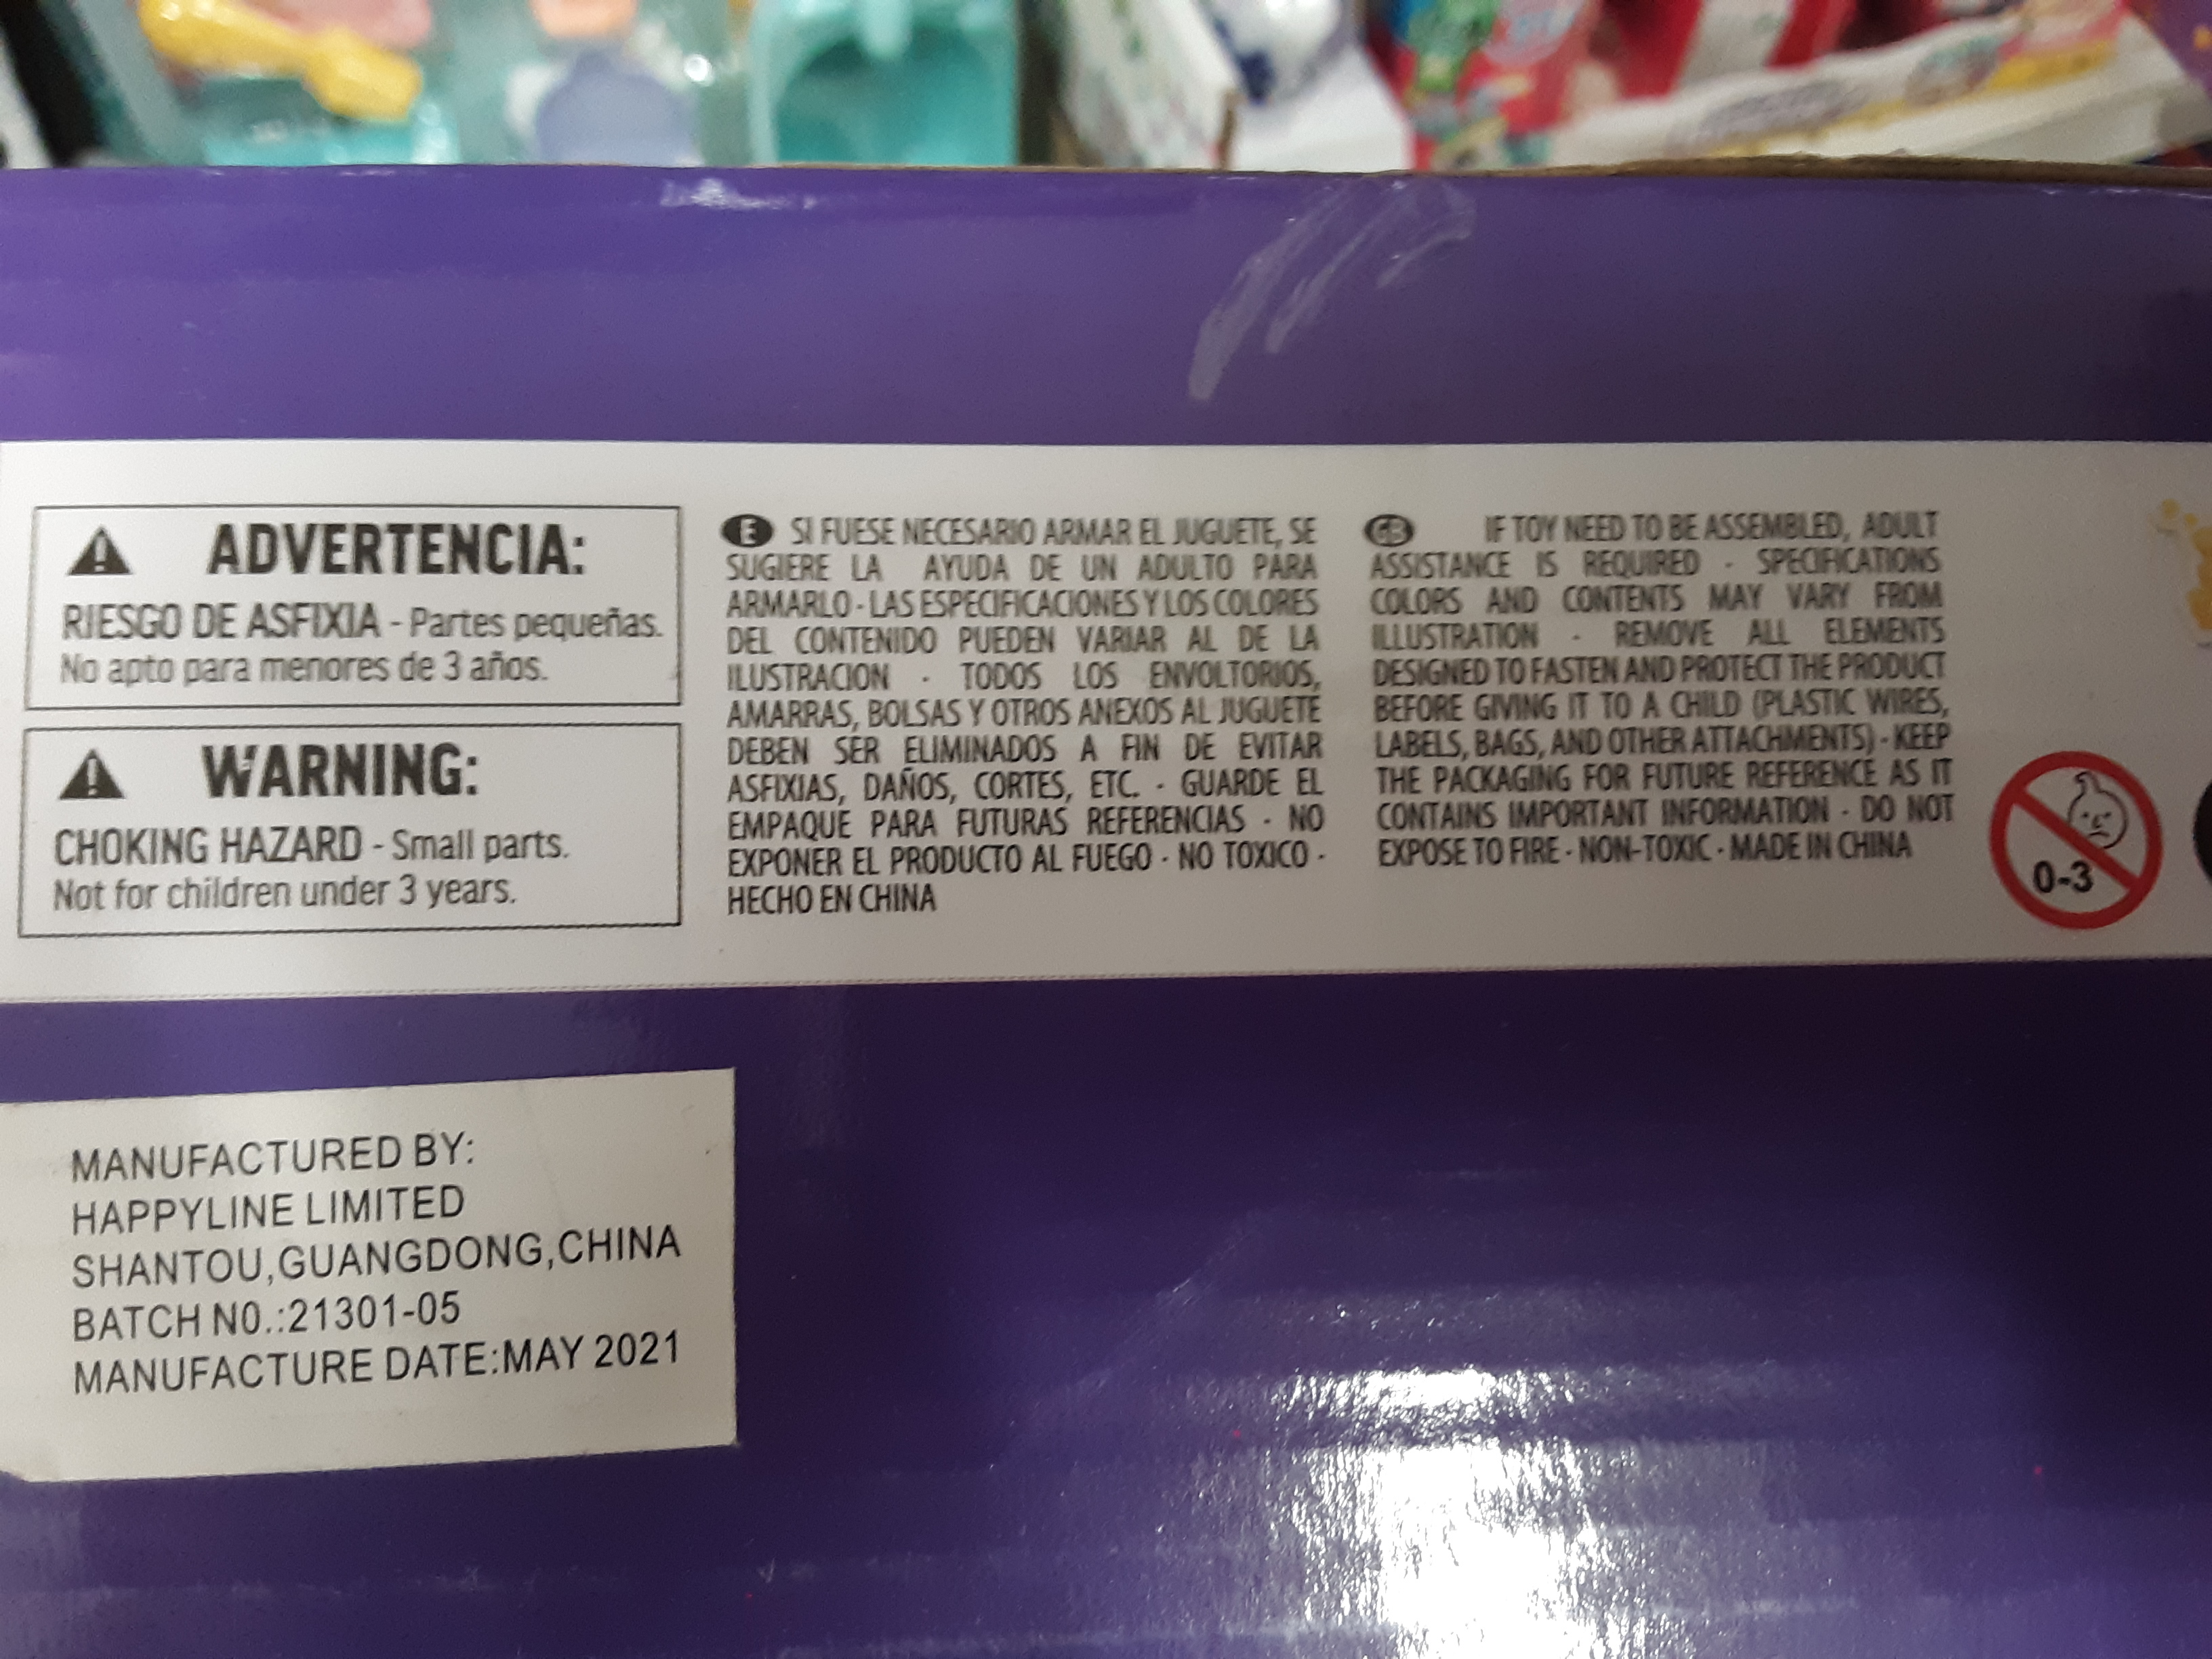 ADVERTENCIA:
RIESGO DE ASFIXIA - Partes pequeñas.
No apto para menores de 3 años.
WARNING:
CHOKING HAZARD - Small parts.
Not for children under 3 years.
E SI FUESE NECESARIO ARMAR EL JUGUETE, SE
SUGIERE LA AYUDA DE UN ADULTO PARA
ARMARLO · LAS ESPECIFICACIONES Y LOS COLORES
DEL CONTENIDO PUEDEN VARIAR AL DE LA
ILUSTRACION · TODOS LOS ENVOLTORIOS,
AMARRAS, BOLSAS Y OTROS ANEXOS AL JUGUETE
DEBEN SER ELIMINADOS A FIN DE EVITAR
ASFIXIAS, DAÑOS, CORTES, ETC. · GUARDE EL
EMPAQUE PARA FUTURAS REFERENCIAS · NO
EXPONER EL PRODUCTO AL FUEGO · NO TOXICO ·
HECHO EN CHINA
GB IF TOY NEED TO BE ASSEMBLED, ADULT
ASSISTANCE IS REQUIRED · SPECIFICATIONS
COLORS AND CONTENTS MAY VARY FROM
ILLUSTRATION · REMOVE ALL ELEMENTS
DESIGNED TO FASTEN AND PROTECT THE PRODUCT
BEFORE GIVING IT TO A CHILD (PLASTIC WIRES,
LABELS, BAGS, AND OTHER ATTACHMENTS) · KEEP
THE PACKAGING FOR FUTURE REFERENCE AS IT
CONTAINS IMPORTANT INFORMATION · DO NOT
EXPOSE TO FIRE · NON-TOXIC · MADE IN CHINA
0-3
MANUFACTURED BY:
HAPPYLINE LIMITED
SHANTOU,GUANGDONG,CHINA
BATCH N0.:21301-05
MANUFACTURE DATE:MAY 2021